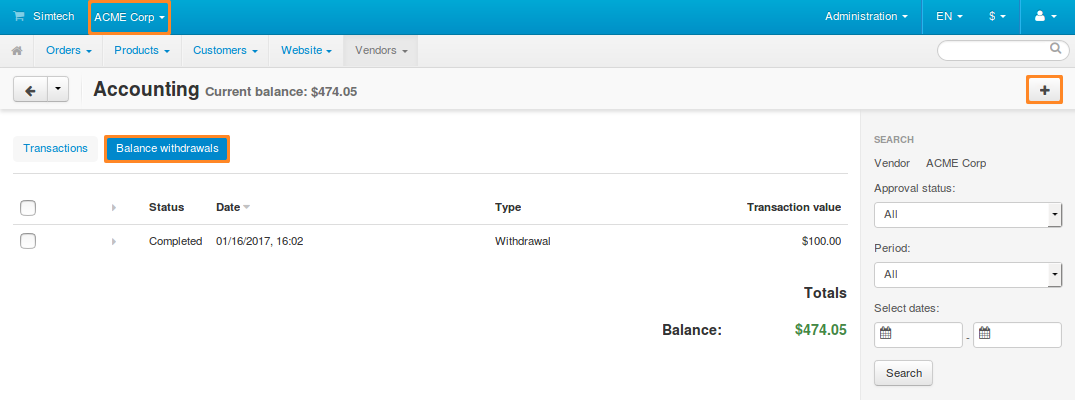 Simtech ACME Corp Administration EN $
Orders Products Customers Website Vendors
Accounting Current balance: $474.05 +
Transactions Balance withdrawals
Status Date Type Transaction value
Completed 01/16/2017, 16:02 Withdrawal $100.00
Totals
Balance: $474.05
SEARCH
Vendor ACME Corp
Approval status:
All
Period:
All
Select dates:
-
Search